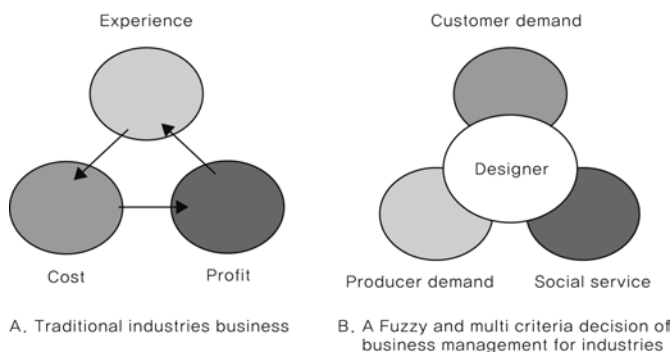 Experience
Cost
Profit
A. Traditional industries business
Customer demand
Designer
Producer demand
Social service
B. A Fuzzy and multi criteria decision of
business management for industries